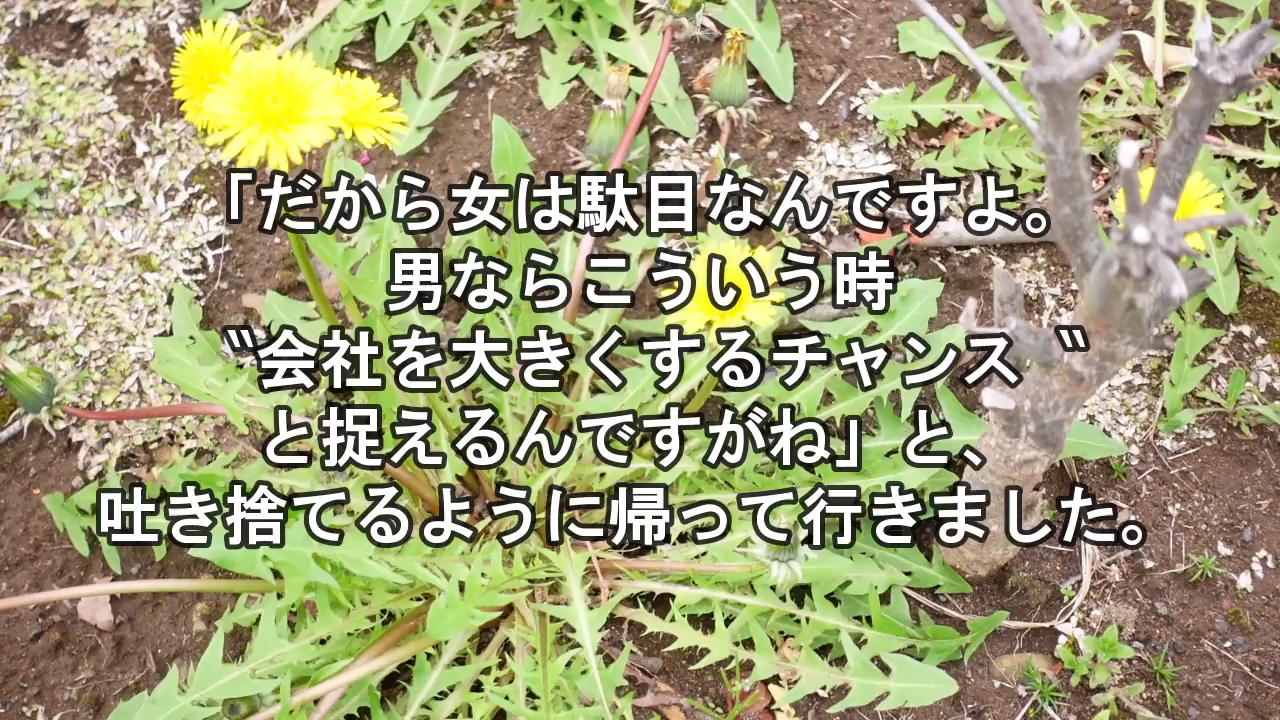 「だから女は駄目なんですよ。
男ならこういう時
〝会社を大きくするチャンス〝
と捉えるんですがね」と、
吐き捨てるように帰って行きました。